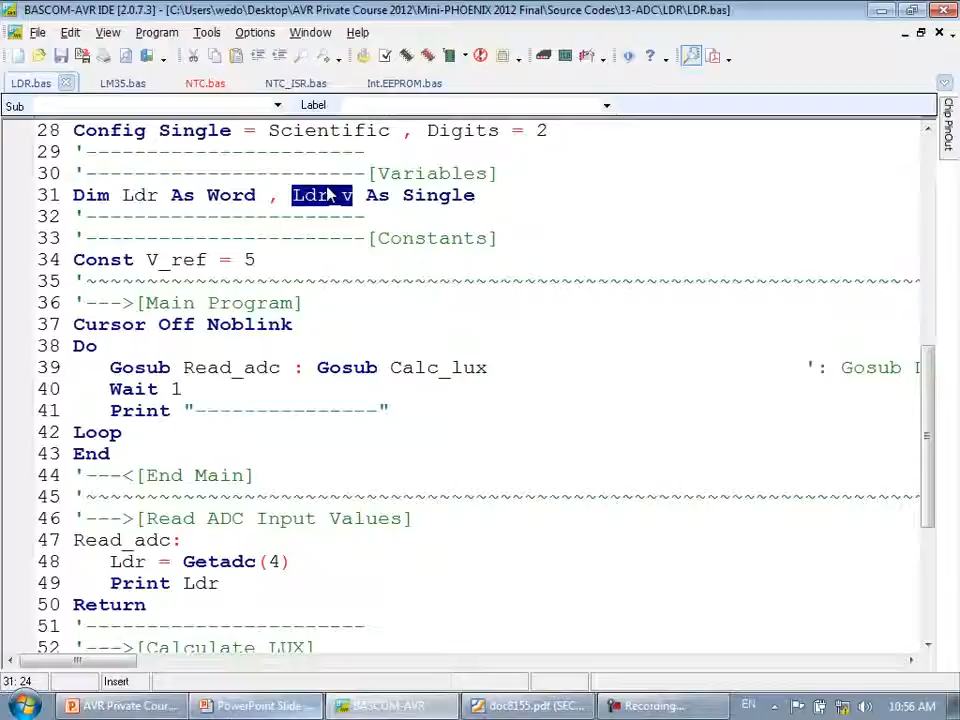 BASCOM-AVR IDE [2.0.7.3] - [C:\Users\wedo\Desktop\AVR Private Course 2012\Mini-PHOENIX 2012 Final\Source Codes\13-ADC\LDR\LDR.bas]
File Edit View Program Tools Options Window Help
LDR.bas LM35.bas NTC.bas NTC_ISR.bas Int.EEPROM.bas
Sub Label
Chip PinOut
28 Config Single = Scientific , Digits = 2
29 '-----------------------
30 '-----------------------[Variables]
31 Dim Ldr As Word , Ldr_v As Single
32 '-----------------------
33 '-----------------------[Constants]
34 Const V_ref = 5
35 '~~~~~~~~~~~~~~~~~~~~~~~~~~~~~~~~~~~~~~~~~~~~~~~~~~~~~~~~~~~~~~~~~~~~~
36 '--->[Main Program]
37 Cursor Off Noblink
38 Do
39 Gosub Read_adc : Gosub Calc_lux ': Gosub
40 Wait 1
41 Print "---------------"
42 Loop
43 End
44 '---<[End Main]
45 '~~~~~~~~~~~~~~~~~~~~~~~~~~~~~~~~~~~~~~~~~~~~~~~~~~~~~~~~~~~~~~~~~~~~~
46 '--->[Read ADC Input Values]
47 Read_adc:
48 Ldr = Getadc(4)
49 Print Ldr
50 Return
51 '-----------------------
52 '--->[Calculate LUX]
31: 24 Insert
AVR Private Cour... PowerPoint Slide ... BASCOM-AVR doc8155.pdf (SEC... Recording... EN 10:56 AM